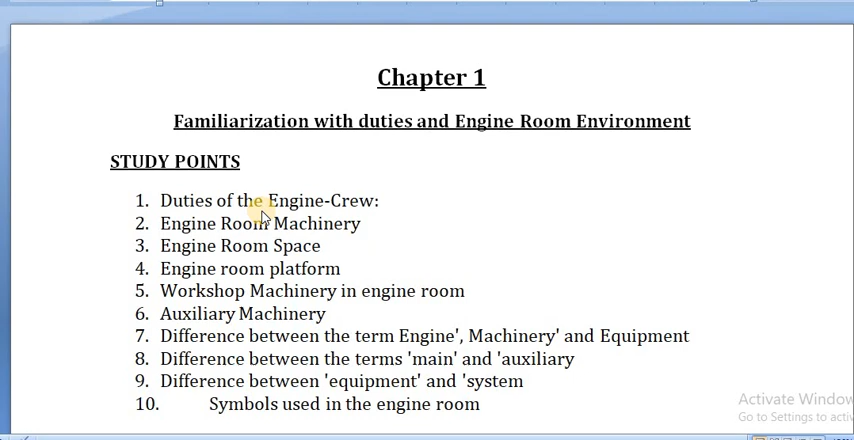 Chapter 1
Familiarization with duties and Engine Room Environment
STUDY POINTS
1. Duties of the Engine-Crew:
2. Engine Room Machinery
3. Engine Room Space
4. Engine room platform
5. Workshop Machinery in engine room
6. Auxiliary Machinery
7. Difference between the term Engine', Machinery' and Equipment
8. Difference between the terms 'main' and 'auxiliary
9. Difference between 'equipment' and 'system
10. Symbols used in the engine room
Activate Window
Go to Settings to activ